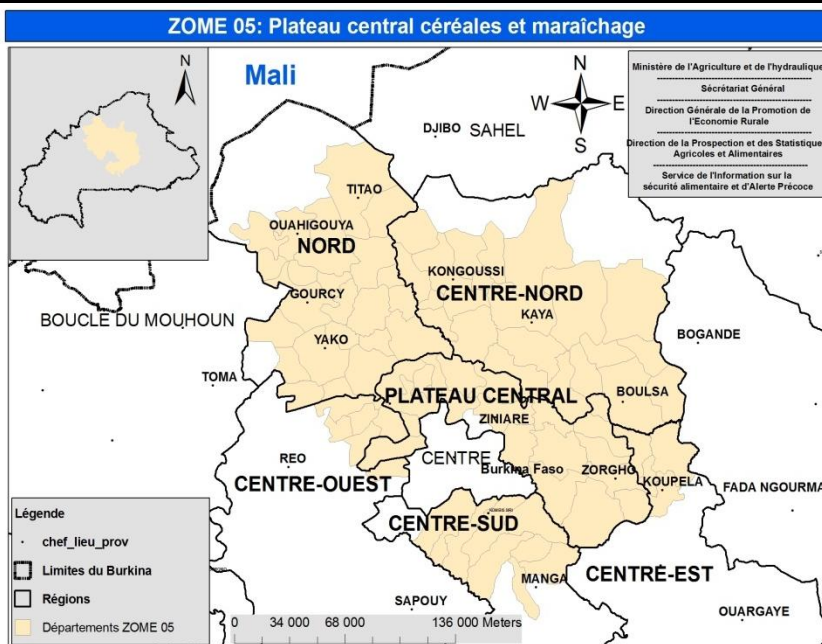 ZOME 05: Plateau central céréales et maraîchage
N
Mali
N
W E
S
Ministère de l'Agriculture et de l'hydraulique
Sécrétariat Général
Direction Générale de la Promotion de
l'Economie Rurale
Direction de la Prospection et des Statistique
Agricoles et Alimentaires
Service de l'Information sur la
sécurité alimentaire et d'Alerte Précoce
DJIBO SAHEL
TITAO
OUAHIGOUYA
NORD
KONGOUSSI
CENTRE-NORD
GOURCY
KAYA
BOUCLE DU MOUHOUN
YAKO
BOGANDE
TOMA
BOULSA
PLATEAU CENTRAL
ZINIARE
REO
CENTRE
Burkina Faso
ZORGHO
KOUPELA
FADA NGOURMA
CENTRE-OUEST
CENTRE-SUD
MANGA
CENTRE-EST
SAPOUY
OUARGAYE
Légende
chef_lieu_prov
Limites du Burkina
Régions
Départements ZOME 05
0 34 000 68 000 136 000 Meters